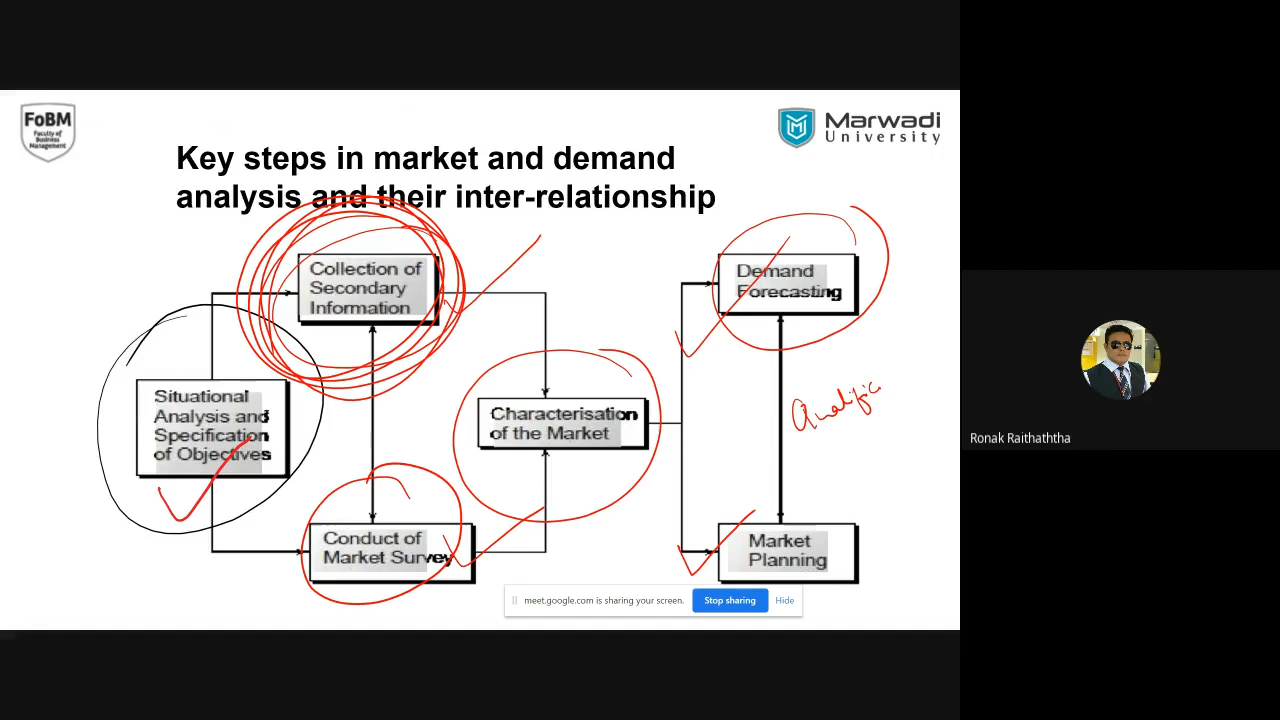 FoBM
Faculty of
Business
Management
Marwadi
University
Key steps in market and demand
analysis and their inter-relationship
Collection of
Secondary
Information
Demand
Forecasting
Situational
Analysis and
Specification
of Objectives
Characterisation
of the Market
Conduct of
Market Survey
Market
Planning
meet.google.com is sharing your screen.
Stop sharing
Hide
Ronak Raithaththa